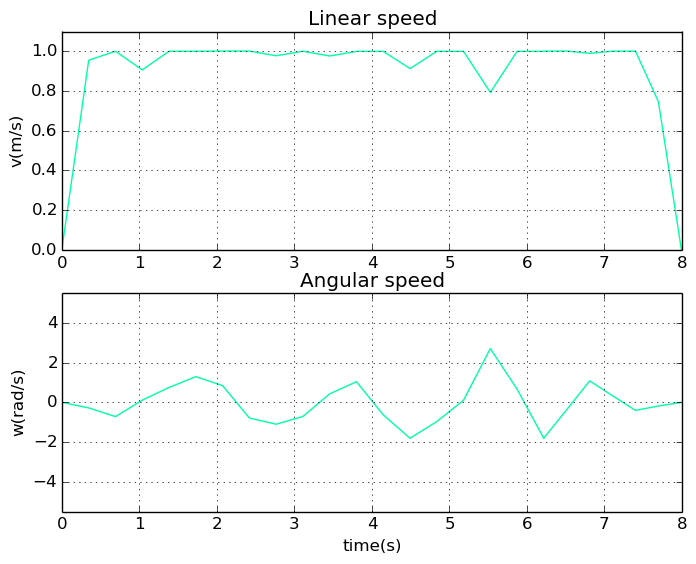 Linear speed
1.0
0.8
0.6
0.4
0.2
0.0
v(m/s)
0 1 2 3 4 5 6 7 8
Angular speed
4
2
0
−2
−4
w(rad/s)
0 1 2 3 4 5 6 7 8
time(s)